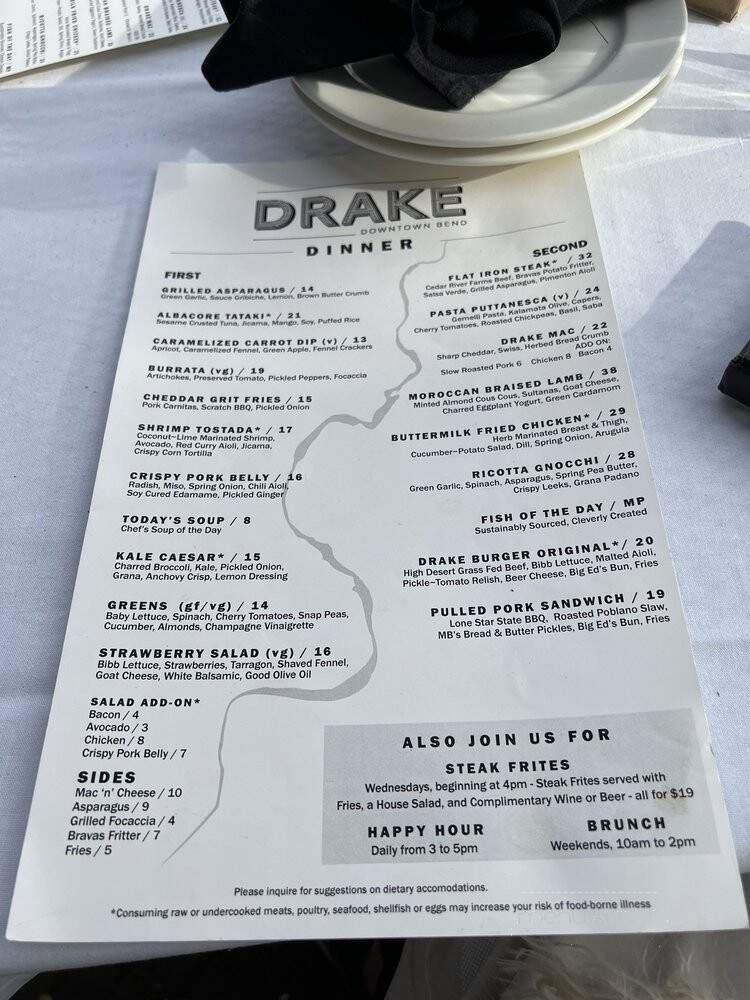 DRAKE
DOWNTOWN BEND
DINNER
FIRST
GRILLED ASPARAGUS / 14
Green Garlic, Sauce Gribiche, Lemon, Brown Butter Crumb
ALBACORE TATAKI* / 21
Sesame Crusted Tuna, Jicama, Mango, Soy, Puffed Rice
CARAMELIZED CARROT DIP (v) / 13
Apricot, Caramelized Fennel, Green Apple, Fennel Crackers
BURRATA (vg) / 19
Artichokes, Preserved Tomato, Pickled Peppers, Focaccia
CHEDDAR GRIT FRIES / 15
Pork Carnitas, Scratch BBQ, Pickled Onion
SHRIMP TOSTADA* / 17
Coconut-Lime Marinated Shrimp,
Avocado, Red Curry Aioli, Jicama,
Crispy Corn Tortilla
CRISPY PORK BELLY / 16
Radish, Miso, Spring Onion, Chili Aioli,
Soy Cured Edamame, Pickled Ginger
TODAY'S SOUP / 8
Chef's Soup of the Day
KALE CAESAR* / 15
Charred Broccoli, Kale, Pickled Onion,
Grana, Anchovy Crisp, Lemon Dressing
GREENS (gf/vg) / 14
Baby Lettuce, Spinach, Cherry Tomatoes, Snap Peas,
Cucumber, Almonds, Champagne Vinaigrette
STRAWBERRY SALAD (vg) / 16
Bibb Lettuce, Strawberries, Tarragon, Shaved Fennel,
Goat Cheese, White Balsamic, Good Olive Oil
SALAD ADD-ON*
Bacon / 4
Avocado / 3
Chicken / 8
Crispy Pork Belly / 7
SIDES
Mac 'n' Cheese / 10
Asparagus / 9
Grilled Focaccia / 4
Bravas Fritter / 7
Fries / 5
SECOND
FLAT IRON STEAK* / 32
Cedar River Farms Beef, Bravas Potato Fritter,
Salsa Verde, Grilled Asparagus, Pimenton Aioli
PASTA PUTTANESCA (v) / 24
Gemelli Pasta, Kalamata Olive, Capers,
Cherry Tomatoes, Roasted Chickpeas, Basil, Saba
DRAKE MAC / 22
Sharp Cheddar, Swiss, Herbed Bread Crumb
ADD ON:
Slow Roasted Pork 6 Chicken 8 Bacon 4
MOROCCAN BRAISED LAMB / 38
Minted Almond Cous Cous, Sultanas, Goat Cheese,
Charred Eggplant Yogurt, Green Cardamom
BUTTERMILK FRIED CHICKEN* / 29
Herb Marinated Breast & Thigh,
Cucumber-Potato Salad, Dill, Spring Onion, Arugula
RICOTTA GNOCCHI / 28
Green Garlic, Spinach, Asparagus, Spring Pea Butter,
Crispy Leeks, Grana Padano
FISH OF THE DAY / MP
Sustainably Sourced, Cleverly Created
DRAKE BURGER ORIGINAL* / 20
High Desert Grass Fed Beef, Bibb Lettuce, Malted Aioli,
Pickle-Tomato Relish, Beer Cheese, Big Ed's Bun, Fries
PULLED PORK SANDWICH / 19
Lone Star State BBQ, Roasted Poblano Slaw,
MB's Bread & Butter Pickles, Big Ed's Bun, Fries
ALSO JOIN US FOR
STEAK FRITES
Wednesdays, beginning at 4pm - Steak Frites served with
Fries, a House Salad, and Complimentary Wine or Beer - all for $19
HAPPY HOUR
Daily from 3 to 5pm
BRUNCH
Weekends, 10am to 2pm
Please inquire for suggestions on dietary accomodations.
*Consuming raw or undercooked meats, poultry, seafood, shellfish or eggs may increase your risk of food-borne illness